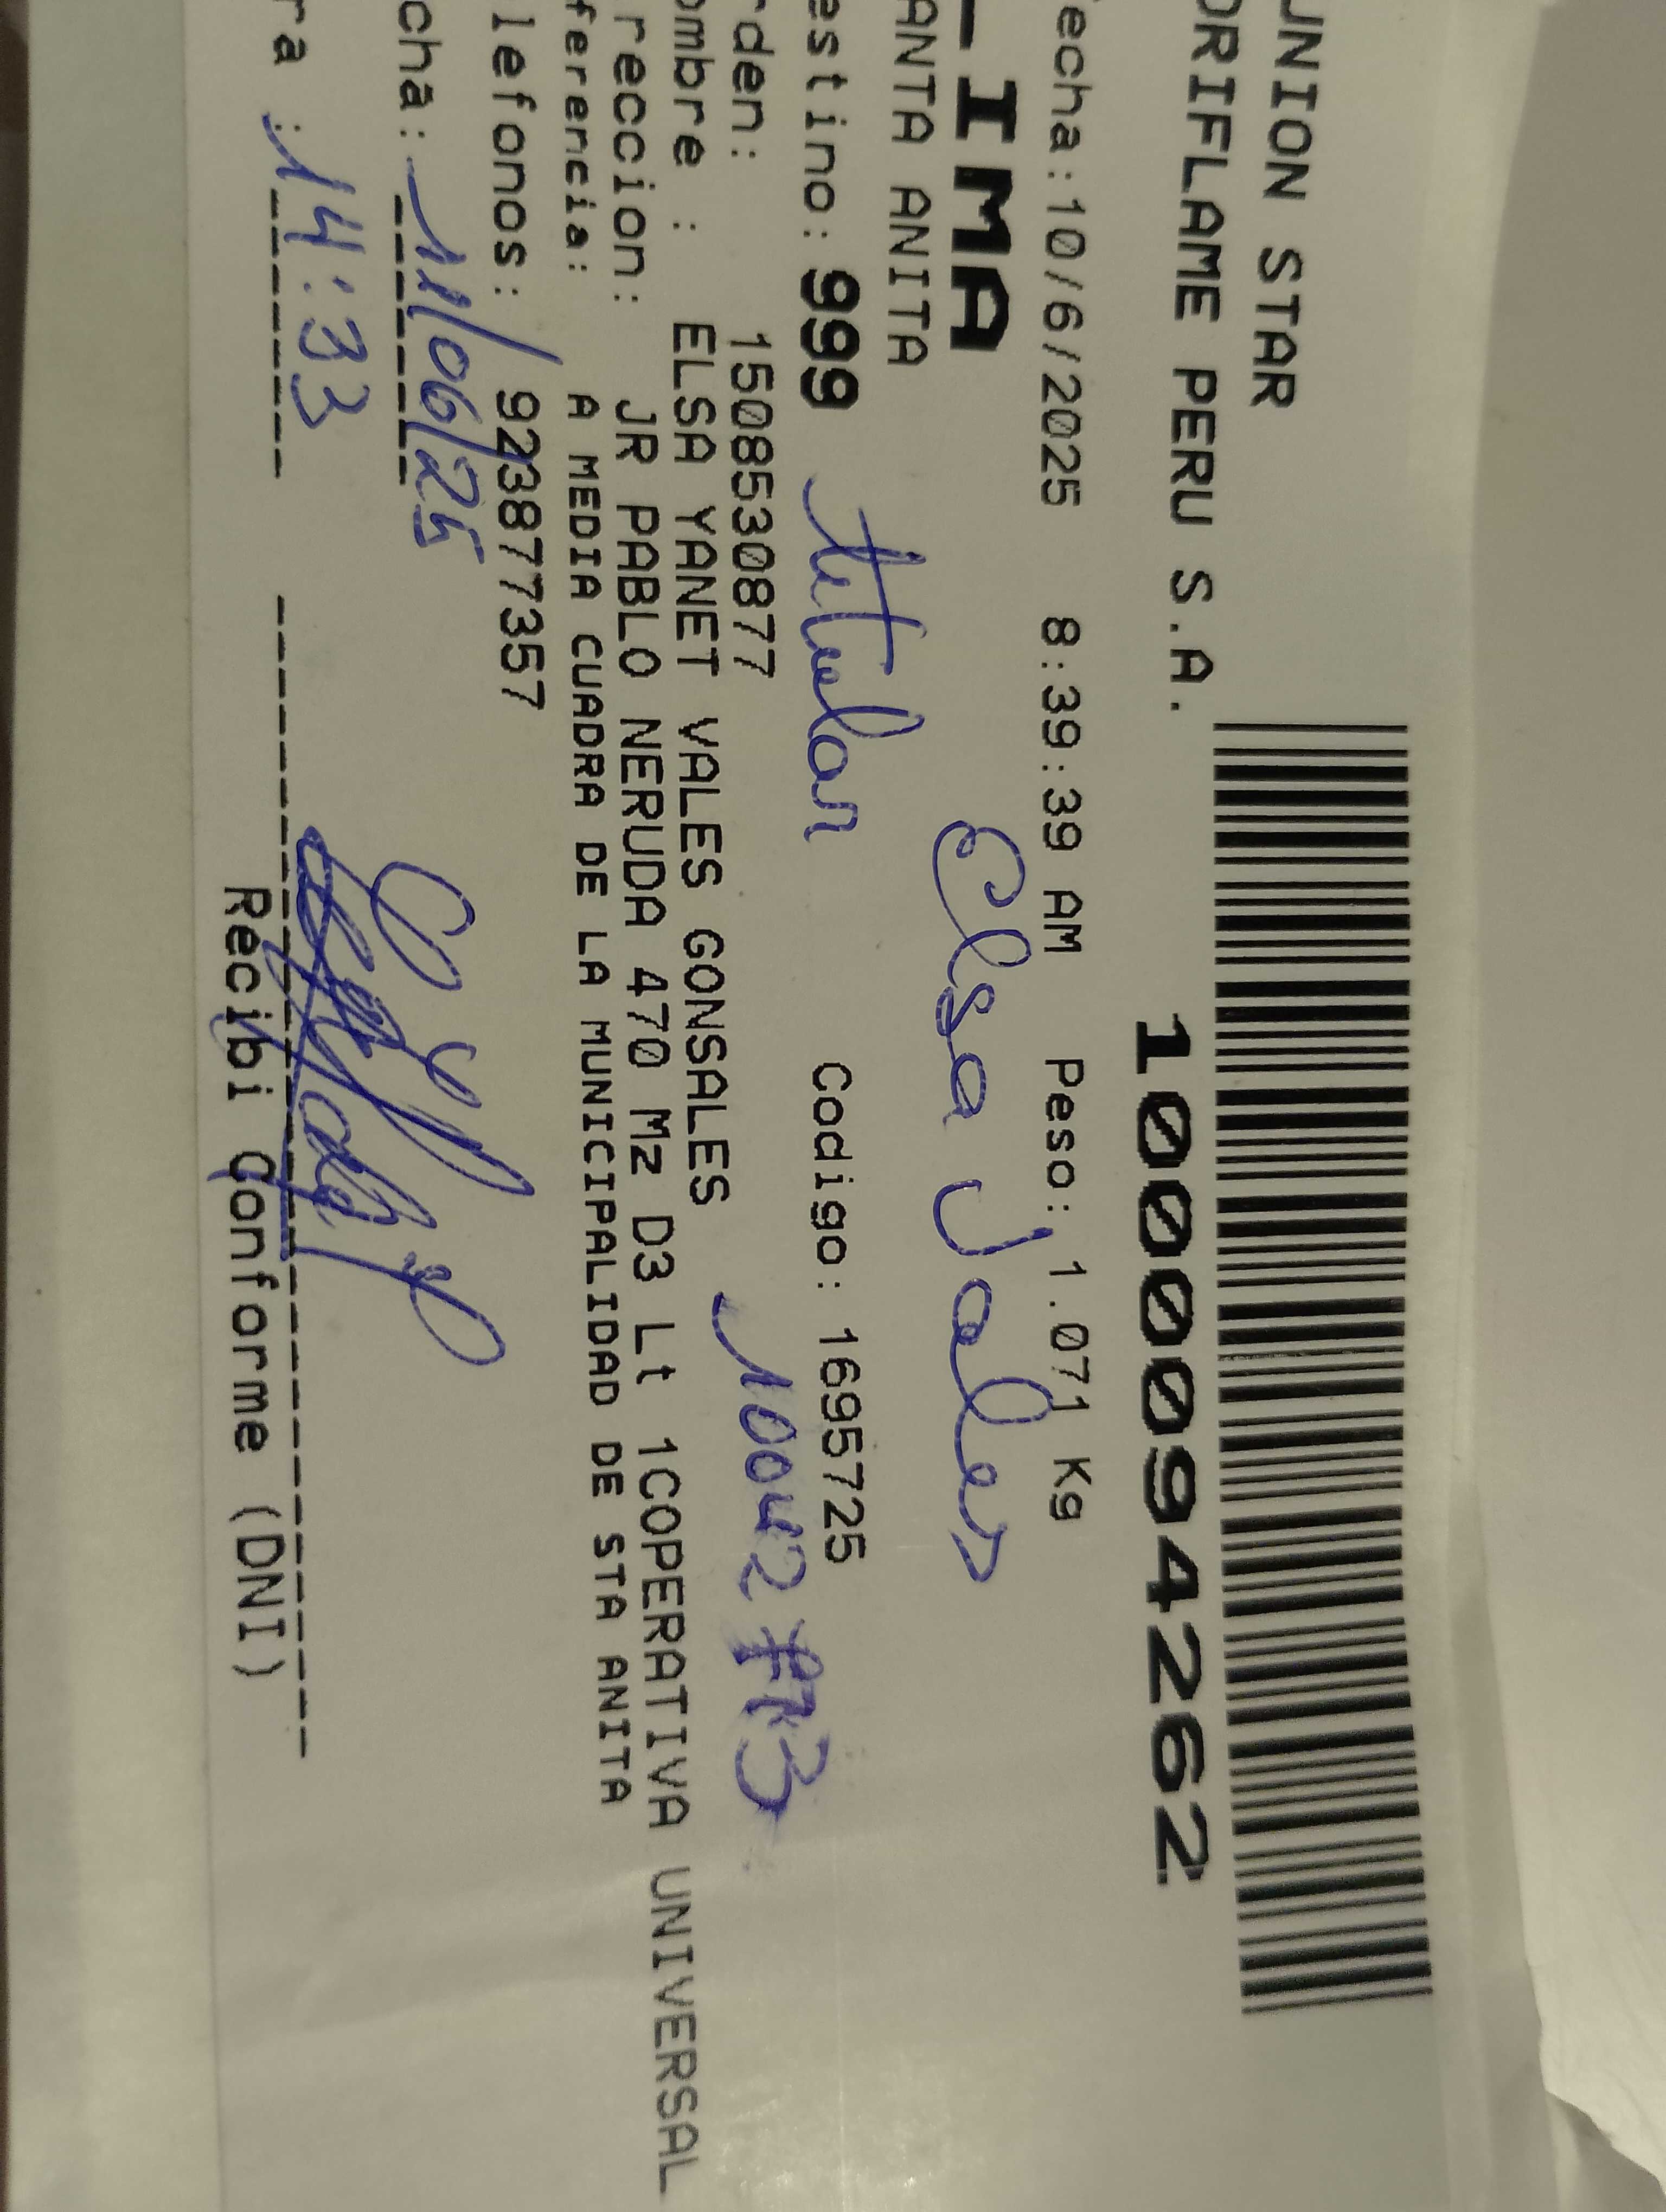 UNION STAR
ORIFLAME PERU S.A.
1000094262
echa:10/6/2025 8:39:39 AM Peso: 1.071 Kg
LIMA
Elsa Vales
ANTA ANITA
estino: 999 titular Codigo: 1695725
rden: 1508530877
ombre : ELSA YANET VALES GONSALES
reccion: JR PABLO NERUDA 470 Mz D3 Lt 1COPERATIVA UNIVERSAL
ferencia: A MEDIA CUADRA DE LA MUNICIPALIDAD DE STA ANITA
lefonos: 923877357
cha: 11/06/25
ra : 14:33
Recibi Conforme (DNI)